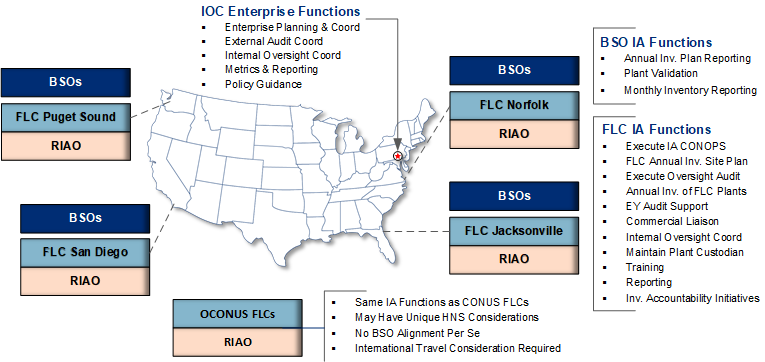 IOC Enterprise Functions
Enterprise Planning & Coord
External Audit Coord
Internal Oversight Coord
Metrics & Reporting
Policy Guidance
BSOs
FLC Puget Sound
RIAO
BSOs
FLC San Diego
RIAO
BSOs
FLC Norfolk
RIAO
BSOs
FLC Jacksonville
RIAO
BSO IA Functions
Annual Inv. Plan Reporting
Plant Validation
Monthly Inventory Reporting
FLC IA Functions
Execute IA CONOPS
FLC Annual Inv. Site Plan
Execute Oversight Audit
Annual Inv. of FLC Plants
EY Audit Support
Commercial Liaison
Internal Oversight Coord
Maintain Plant Custodian
Training
Reporting
Inv. Accountability Initiatives
OCONUS FLCs
RIAO
Same IA Functions as CONUS FLCs
May Have Unique HNS Considerations
No BSO Alignment Per Se
International Travel Consideration Required